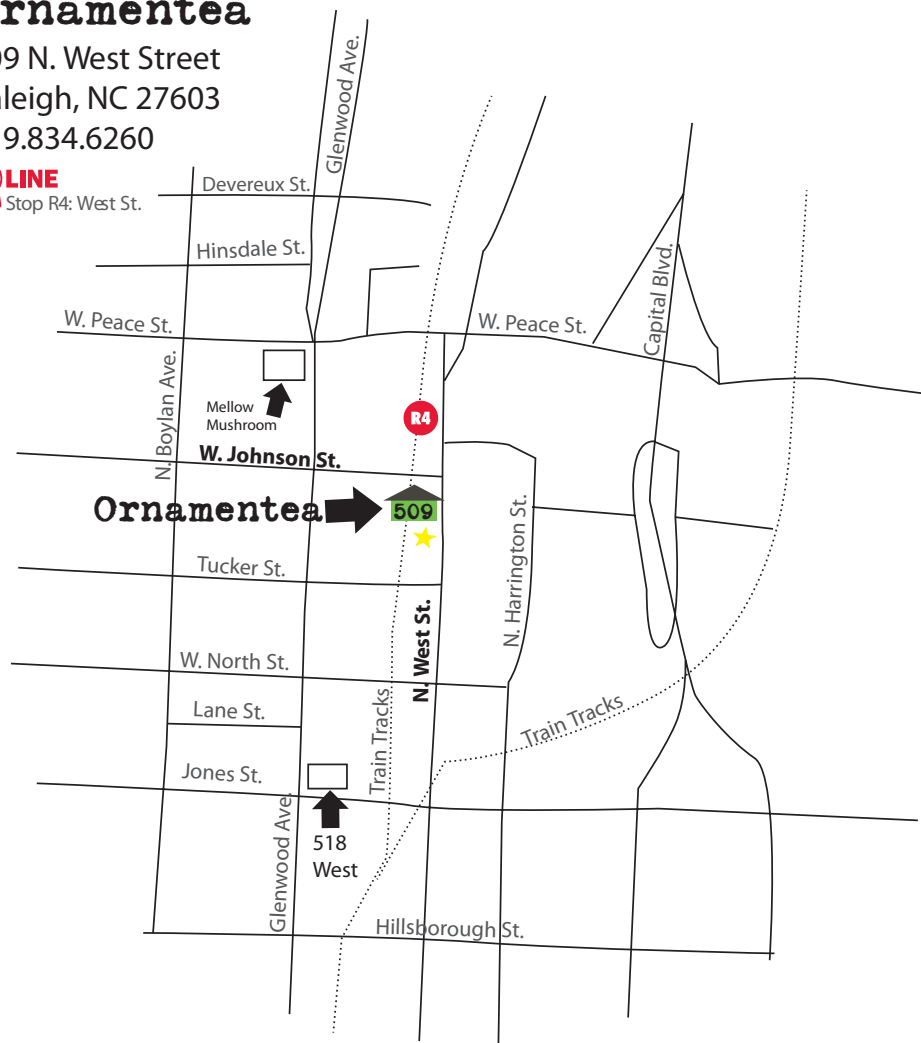 rnamentea
09 N. West Street
aleigh, NC 27603
9.834.6260
LINE
Stop R4: West St.
Glenwood Ave.
Devereux St.
Hinsdale St.
W. Peace St.
W. Peace St.
Capital Blvd.
N. Boylan Ave.
Mellow
Mushroom
R4
W. Johnson St.
Ornamentea
509
N. Harrington St.
Tucker St.
N. West St.
W. North St.
Lane St.
Train Tracks
Train Tracks
Jones St.
Glenwood Ave.
518
West
Hillsborough St.